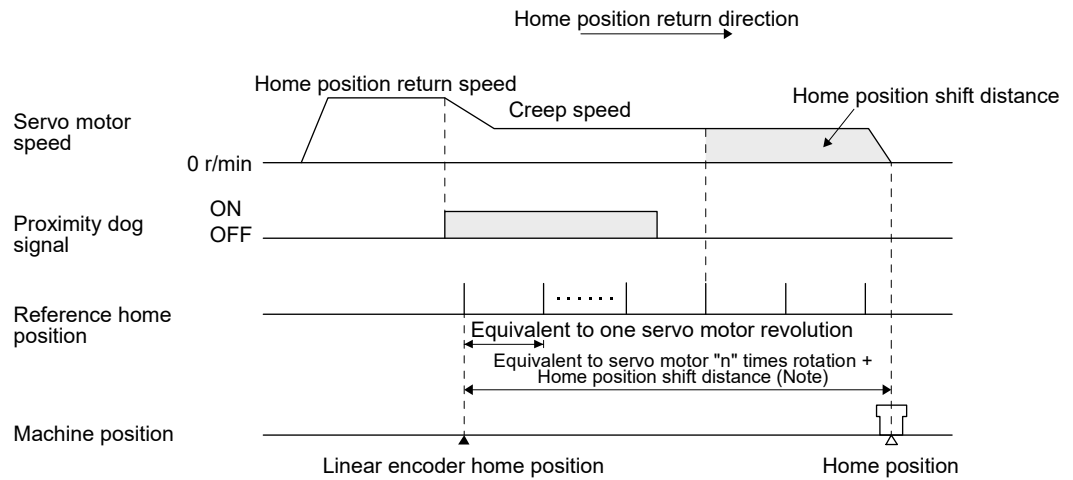 Home position return direction
Home position return speed
Creep speed
Home position shift distance
Servo motor
speed
0 r/min
Proximity dog
signal
ON
OFF
Reference home
position
Equivalent to one servo motor revolution
Equivalent to servo motor "n" times rotation +
Home position shift distance (Note)
Machine position
Linear encoder home position
Home position